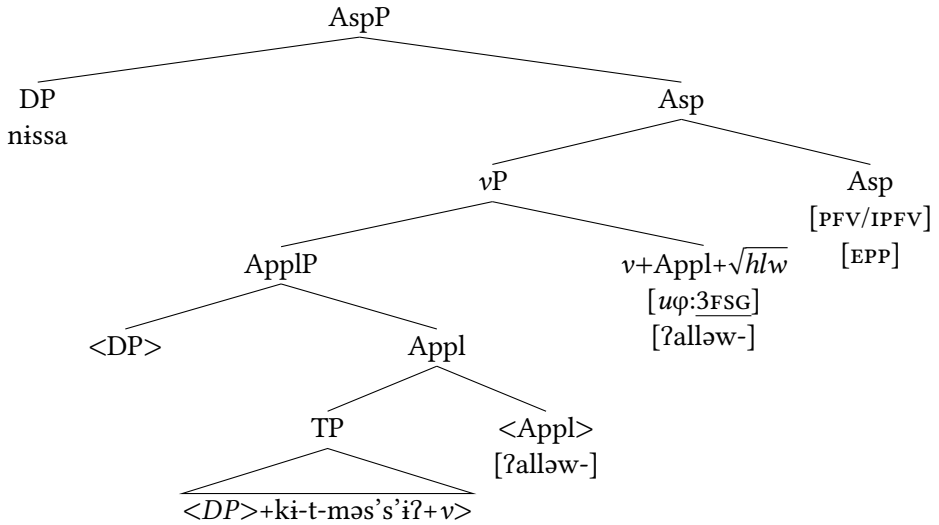 AspP
DP
nɨssa
Asp
vP
Asp
[PFV/IPFV]
[EPP]
ApplP
v+Appl+√hlw
[uφ:3FSG]
[ʔalləw-]
<DP>
Appl
TP
<Appl>
[ʔalləw-]
<DP>+kɨ-t-məs's'ɨʔ+v>